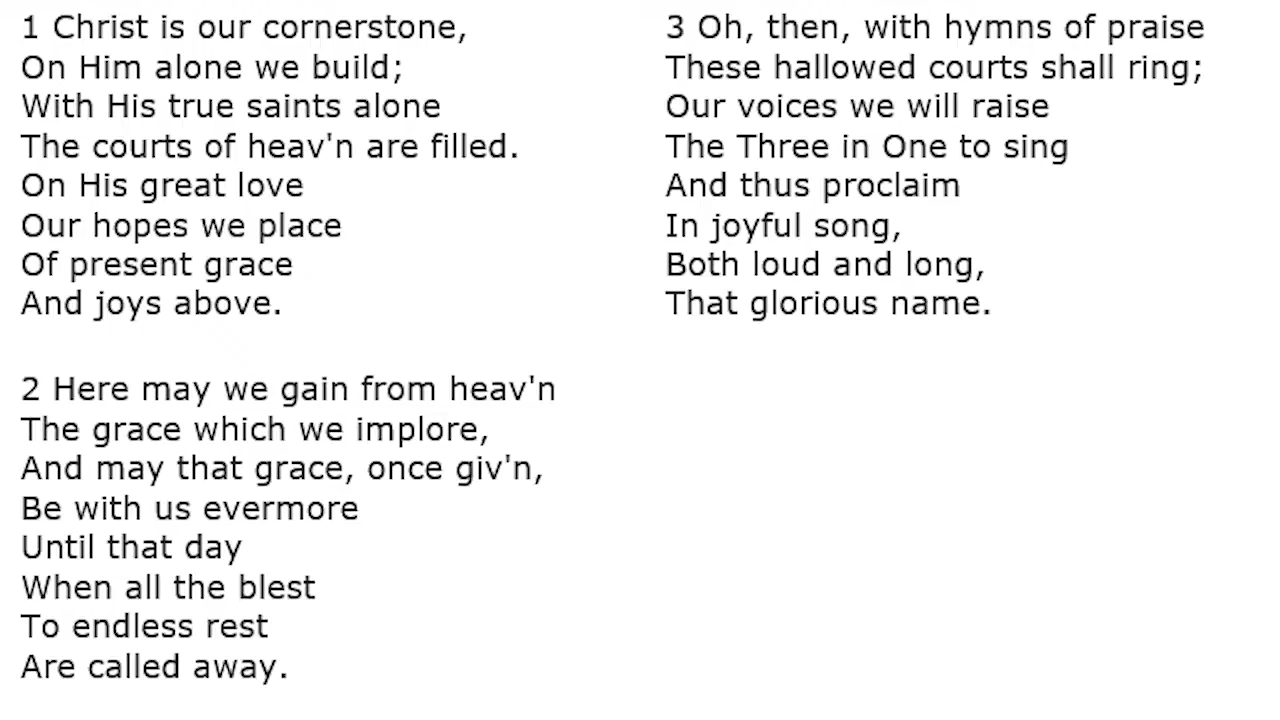 1 Christ is our cornerstone,
On Him alone we build;
With His true saints alone
The courts of heav'n are filled.
On His great love
Our hopes we place
Of present grace
And joys above.
2 Here may we gain from heav'n
The grace which we implore,
And may that grace, once giv'n,
Be with us evermore
Until that day
When all the blest
To endless rest
Are called away.
3 Oh, then, with hymns of praise
These hallowed courts shall ring;
Our voices we will raise
The Three in One to sing
And thus proclaim
In joyful song,
Both loud and long,
That glorious name.